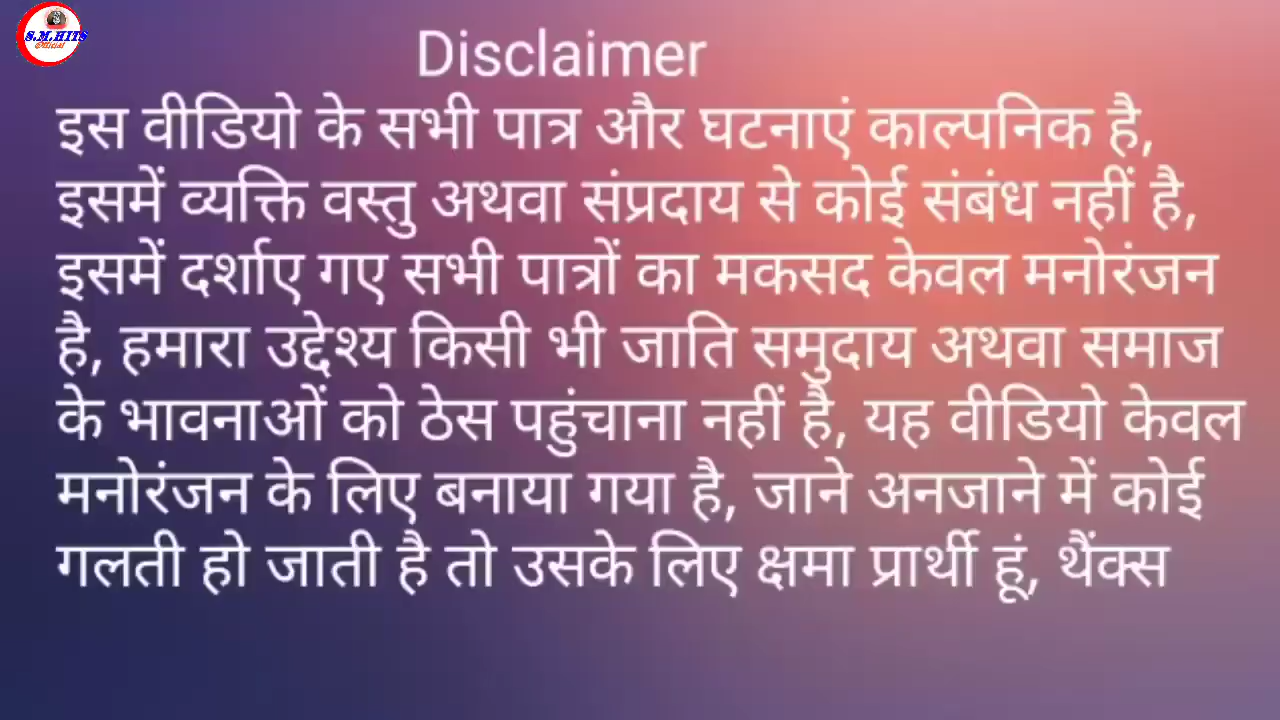 S.M.HITS
Official
Disclaimer
इस वीडियो के सभी पात्र और घटनाएं काल्पनिक है,
इसमें व्यक्ति वस्तु अथवा संप्रदाय से कोई संबंध नहीं है,
इसमें दर्शाए गए सभी पात्रों का मकसद केवल मनोरंजन
है, हमारा उद्देश्य किसी भी जाति समुदाय अथवा समाज
के भावनाओं को ठेस पहुंचाना नहीं है, यह वीडियो केवल
मनोरंजन के लिए बनाया गया है, जाने अनजाने में कोई
गलती हो जाती है तो उसके लिए क्षमा प्रार्थी हूं, थैंक्स